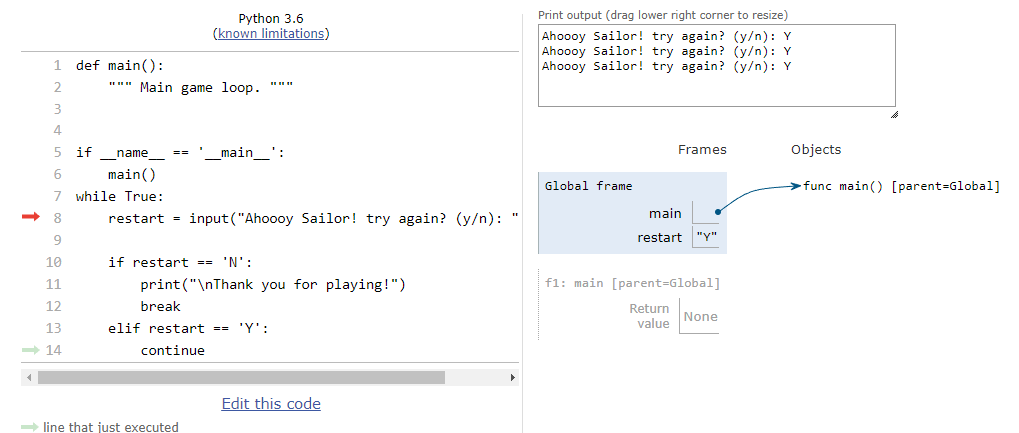 Python 3.6
(known limitations)
1 def main():
2 """ Main game loop. """
3
4
5 if __name__ == '__main__':
6 main()
7 while True:
8 restart = input("Ahoooy Sailor! try again? (y/n): "
9
10 if restart == 'N':
11 print("\nThank you for playing!")
12 break
13 elif restart == 'Y':
14 continue
Edit this code
line that just executed
Print output (drag lower right corner to resize)
Ahoooy Sailor! try again? (y/n): Y
Ahoooy Sailor! try again? (y/n): Y
Ahoooy Sailor! try again? (y/n): Y
Frames Objects
Global frame
main
restart "Y"
func main() [parent=Global]
f1: main [parent=Global]
Return
value None